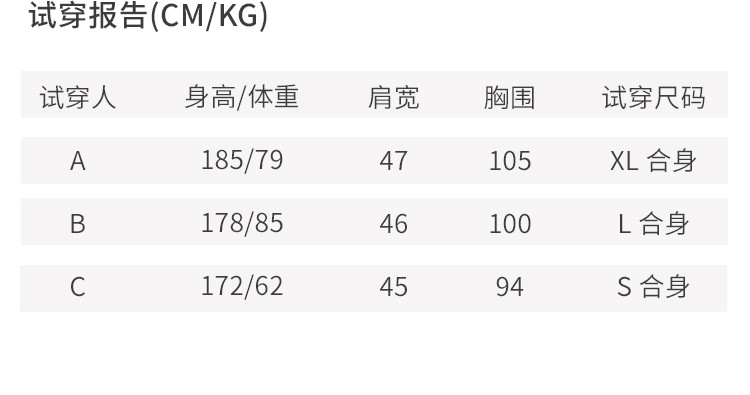 试穿报告(CM/KG)
试穿人 身高/体重 肩宽 胸围 试穿尺码
A 185/79 47 105 XL 合身
B 178/85 46 100 L 合身
C 172/62 45 94 S 合身